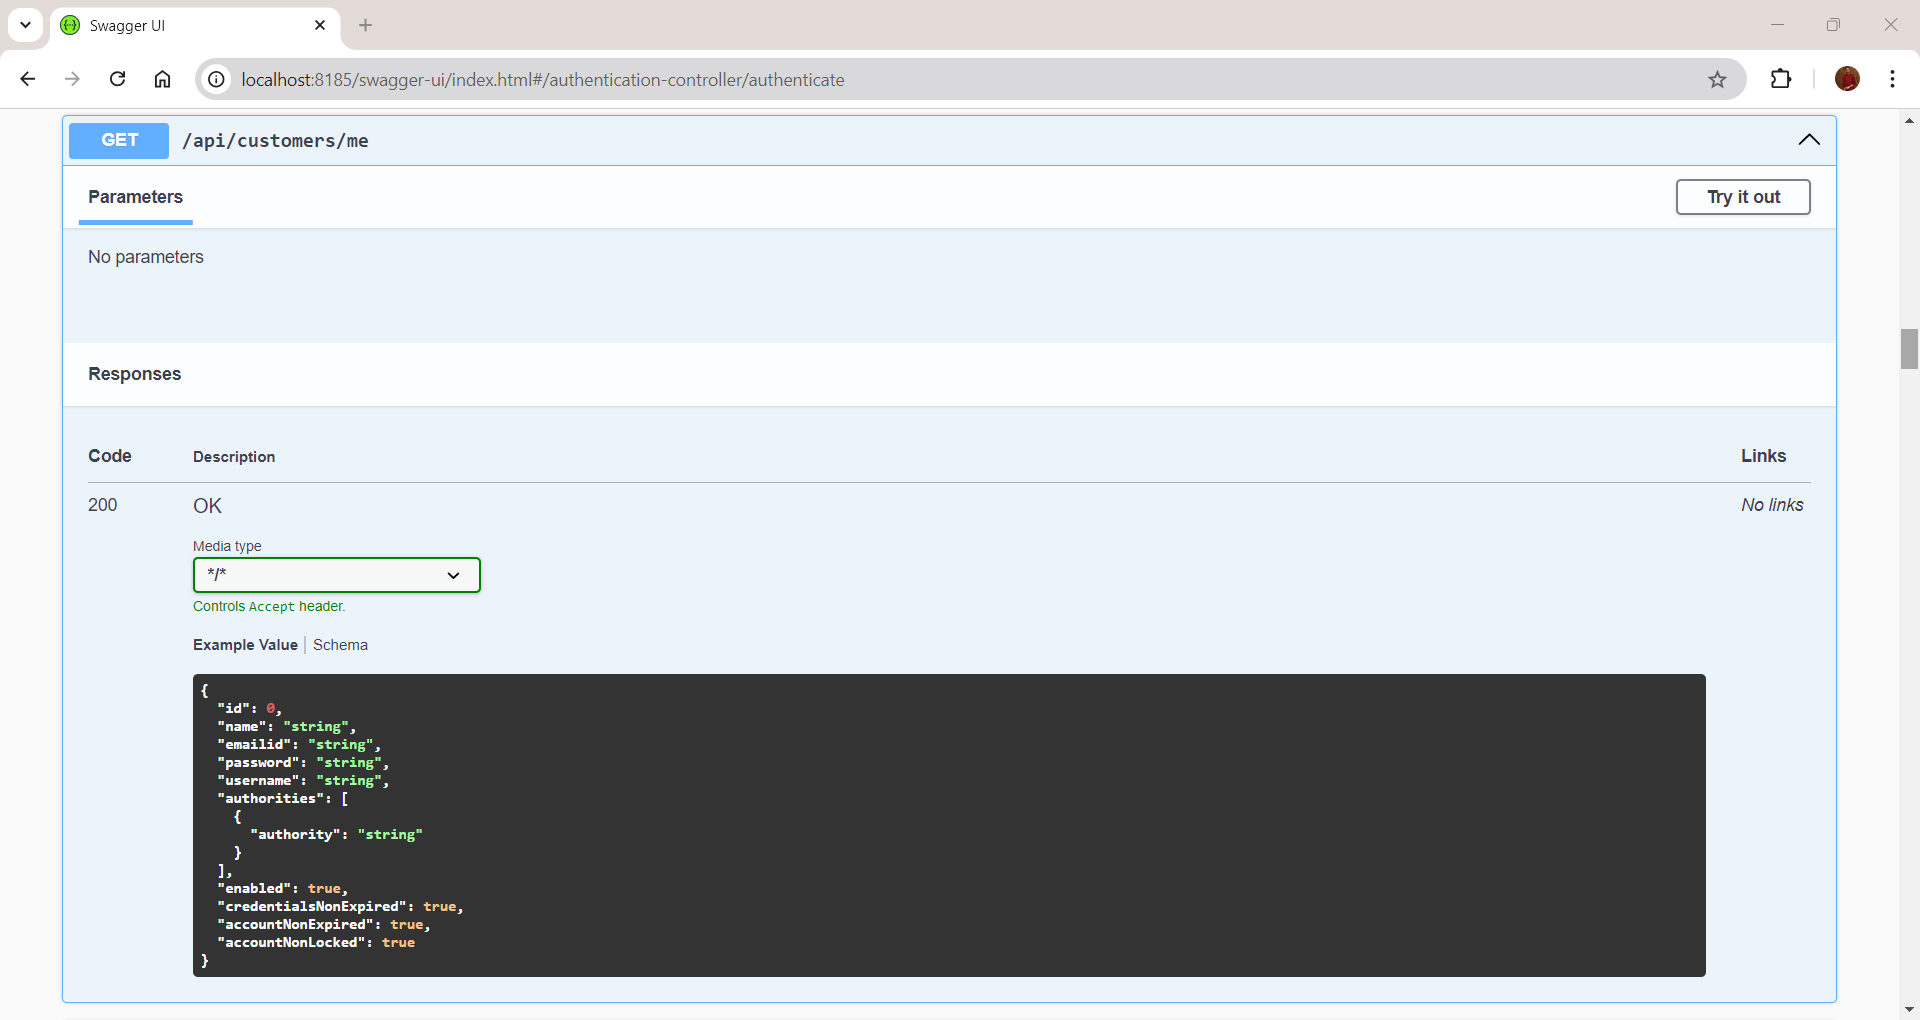 Swagger UI
localhost:8185/swagger-ui/index.html#/authentication-controller/authenticate
GET /api/customers/me
Parameters
Try it out
No parameters
Responses
Code Description Links
200 OK No links
Media type
*/*
Controls Accept header.
Example Value | Schema
{
  "id": 0,
  "name": "string",
  "emailid": "string",
  "password": "string",
  "username": "string",
  "authorities": [
    {
      "authority": "string"
    }
  ],
  "enabled": true,
  "credentialsNonExpired": true,
  "accountNonExpired": true,
  "accountNonLocked": true
}